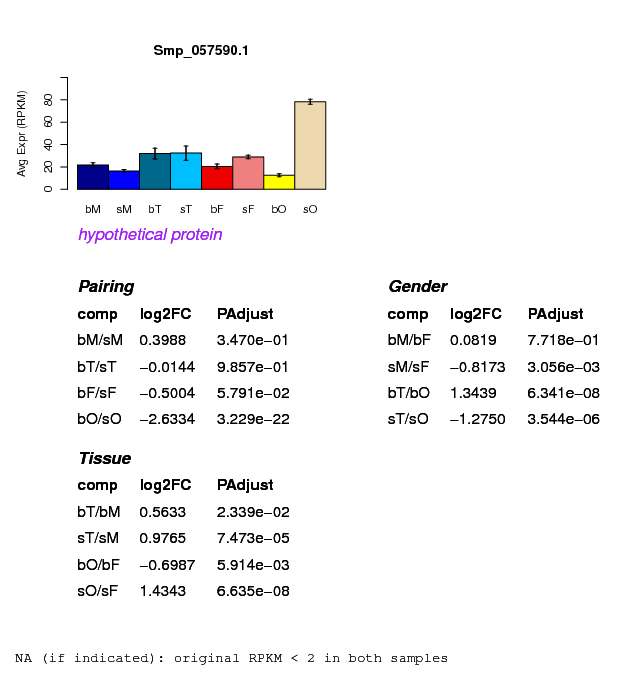 Smp_057590.1
Avg Expr (RPKM)
0 20 40 60 80
bM sM bT sT bF sF bO sO
hypothetical protein
Pairing
comp log2FC PAdjust
bM/sM 0.3988 3.470e−01
bT/sT −0.0144 9.857e−01
bF/sF −0.5004 5.791e−02
bO/sO −2.6334 3.229e−22
Gender
comp log2FC PAdjust
bM/bF 0.0819 7.718e−01
sM/sF −0.8173 3.056e−03
bT/bO 1.3439 6.341e−08
sT/sO −1.2750 3.544e−06
Tissue
comp log2FC PAdjust
bT/bM 0.5633 2.339e−02
sT/sM 0.9765 7.473e−05
bO/bF −0.6987 5.914e−03
sO/sF 1.4343 6.635e−08
NA (if indicated): original RPKM < 2 in both samples